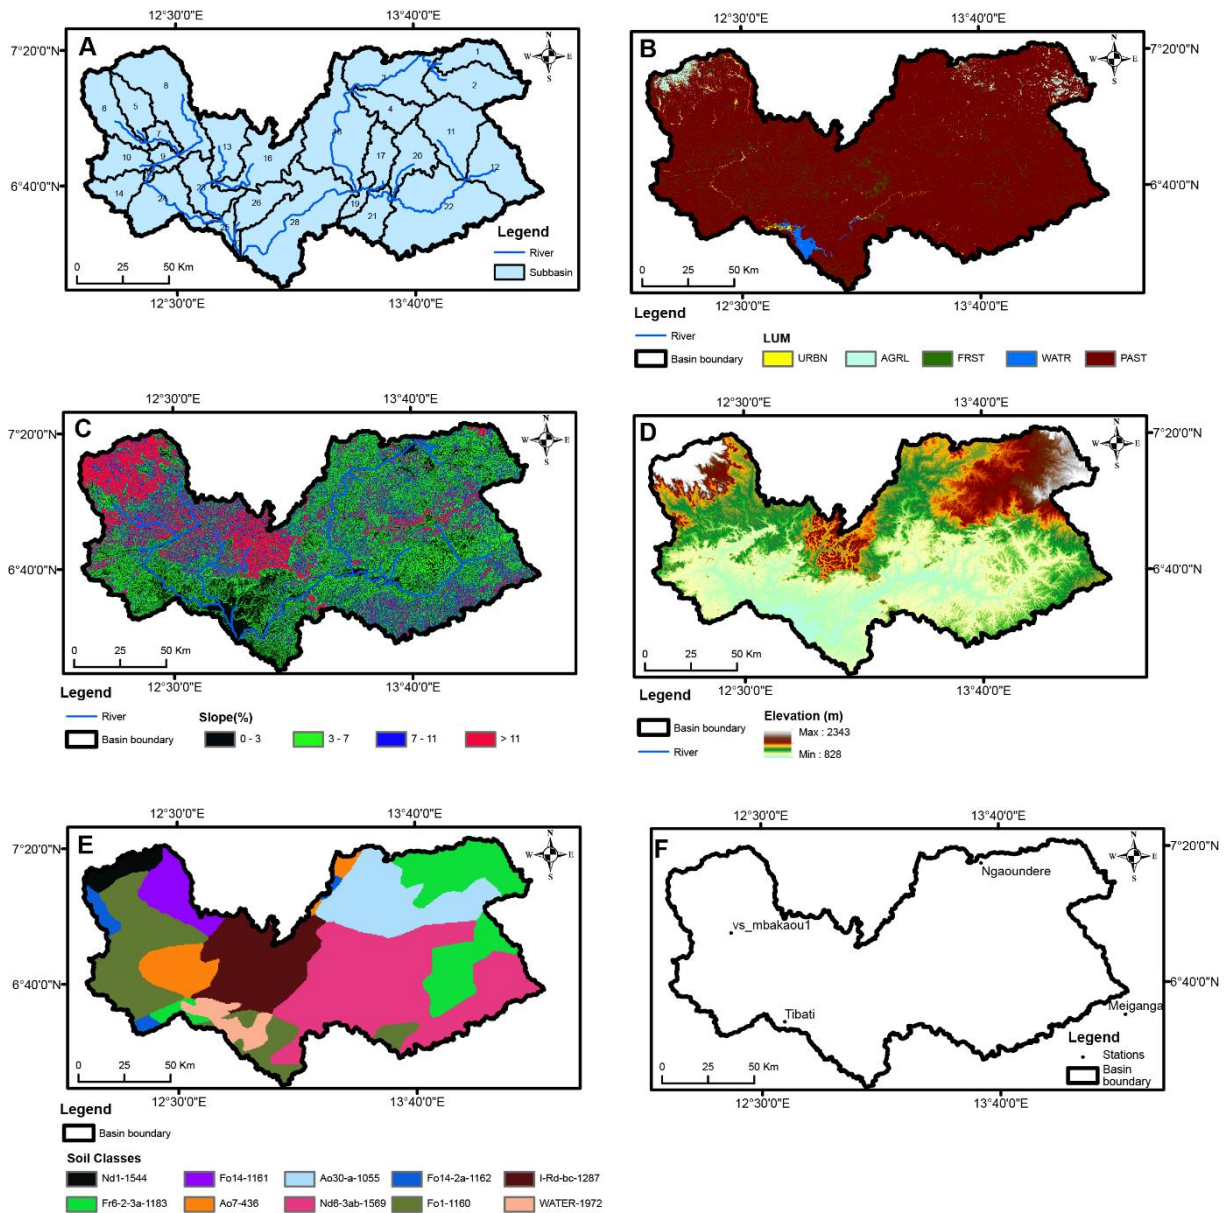 12°30'0"E 13°40'0"E
A
7°20'0"N
6°40'0"N
N
W E
S
1
2
3
4
5
6
7
8
9
10
11
12
13
14
16
17
19
20
21
22
24
25
26
28
Legend
River
Subbasin
0 25 50 Km
12°30'0"E 13°40'0"E
12°30'0"E 13°40'0"E
B
7°20'0"N
6°40'0"N
N
W E
S
0 25 50 Km
12°30'0"E 13°40'0"E
Legend
River
Basin boundary
LUM
URBN AGRL FRST WATR PAST
12°30'0"E 13°40'0"E
C
7°20'0"N
6°40'0"N
N
W E
S
0 25 50 Km
12°30'0"E 13°40'0"E
Legend
River
Basin boundary
Slope(%)
0 - 3 3 - 7 7 - 11 > 11
12°30'0"E 13°40'0"E
D
7°20'0"N
6°40'0"N
N
W E
S
0 25 50 Km
12°30'0"E 13°40'0"E
Legend
Basin boundary
River
Elevation (m)
Max : 2343
Min : 828
12°30'0"E 13°40'0"E
E
7°20'0"N
6°40'0"N
N
W E
S
0 25 50 Km
12°30'0"E 13°40'0"E
Legend
Basin boundary
Soil Classes
Nd1-1544 Fo14-1161 Ao30-a-1055 Fo14-2a-1162 I-Rd-bc-1287
Fr6-2-3a-1183 Ao7-436 Nd6-3ab-1569 Fo1-1160 WATER-1972
12°30'0"E 13°40'0"E
F
7°20'0"N
6°40'0"N
N
W E
S
Ngaoundere
vs_mbakaou1
Tibati
Meiganga
Legend
Stations
Basin
boundary
0 25 50 Km
12°30'0"E 13°40'0"E